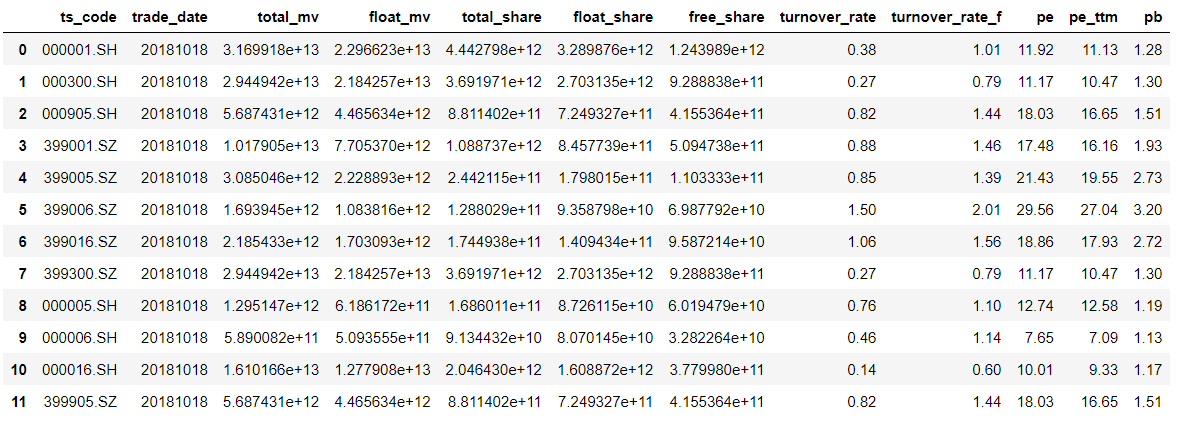 ts_code trade_date total_mv float_mv total_share float_share free_share turnover_rate turnover_rate_f pe pe_ttm pb
0 000001.SH 20181018 3.169918e+13 2.296623e+13 4.442798e+12 3.289876e+12 1.243989e+12 0.38 1.01 11.92 11.13 1.28
1 000300.SH 20181018 2.944942e+13 2.184257e+13 3.691971e+12 2.703135e+12 9.288838e+11 0.27 0.79 11.17 10.47 1.30
2 000905.SH 20181018 5.687431e+12 4.465634e+12 8.811402e+11 7.249327e+11 4.155364e+11 0.82 1.44 18.03 16.65 1.51
3 399001.SZ 20181018 1.017905e+13 7.705370e+12 1.088737e+12 8.457739e+11 5.094738e+11 0.88 1.46 17.48 16.16 1.93
4 399005.SZ 20181018 3.085046e+12 2.228893e+12 2.442115e+11 1.798015e+11 1.103333e+11 0.85 1.39 21.43 19.55 2.73
5 399006.SZ 20181018 1.693945e+12 1.083816e+12 1.288029e+11 9.358798e+10 6.987792e+10 1.50 2.01 29.56 27.04 3.20
6 399016.SZ 20181018 2.185433e+12 1.703093e+12 1.744938e+11 1.409434e+11 9.587214e+10 1.06 1.56 18.86 17.93 2.72
7 399300.SZ 20181018 2.944942e+13 2.184257e+13 3.691971e+12 2.703135e+12 9.288838e+11 0.27 0.79 11.17 10.47 1.30
8 000005.SH 20181018 1.295147e+12 6.186172e+11 1.686011e+11 8.726115e+10 6.019479e+10 0.76 1.10 12.74 12.58 1.19
9 000006.SH 20181018 5.890082e+11 5.093555e+11 9.134432e+10 8.070145e+10 3.282264e+10 0.46 1.14 7.65 7.09 1.13
10 000016.SH 20181018 1.610166e+13 1.277908e+13 2.046430e+12 1.608872e+12 3.779980e+11 0.14 0.60 10.01 9.33 1.17
11 399905.SZ 20181018 5.687431e+12 4.465634e+12 8.811402e+11 7.249327e+11 4.155364e+11 0.82 1.44 18.03 16.65 1.51